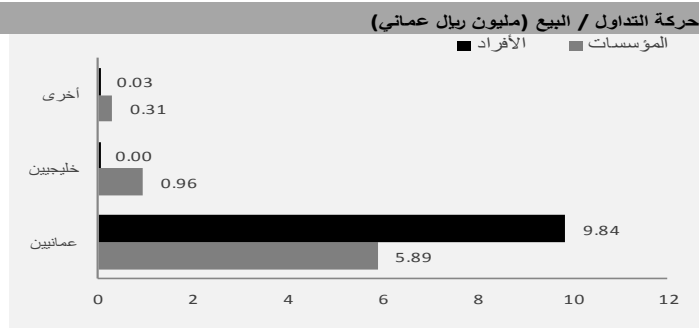 حركة التداول / البيع (مليون ريال عماني)
المؤسسات الأفراد
أخرى
0.03
0.31
خليجيين
0.00
0.96
عمانيين
9.84
5.89
0 2 4 6 8 10 12